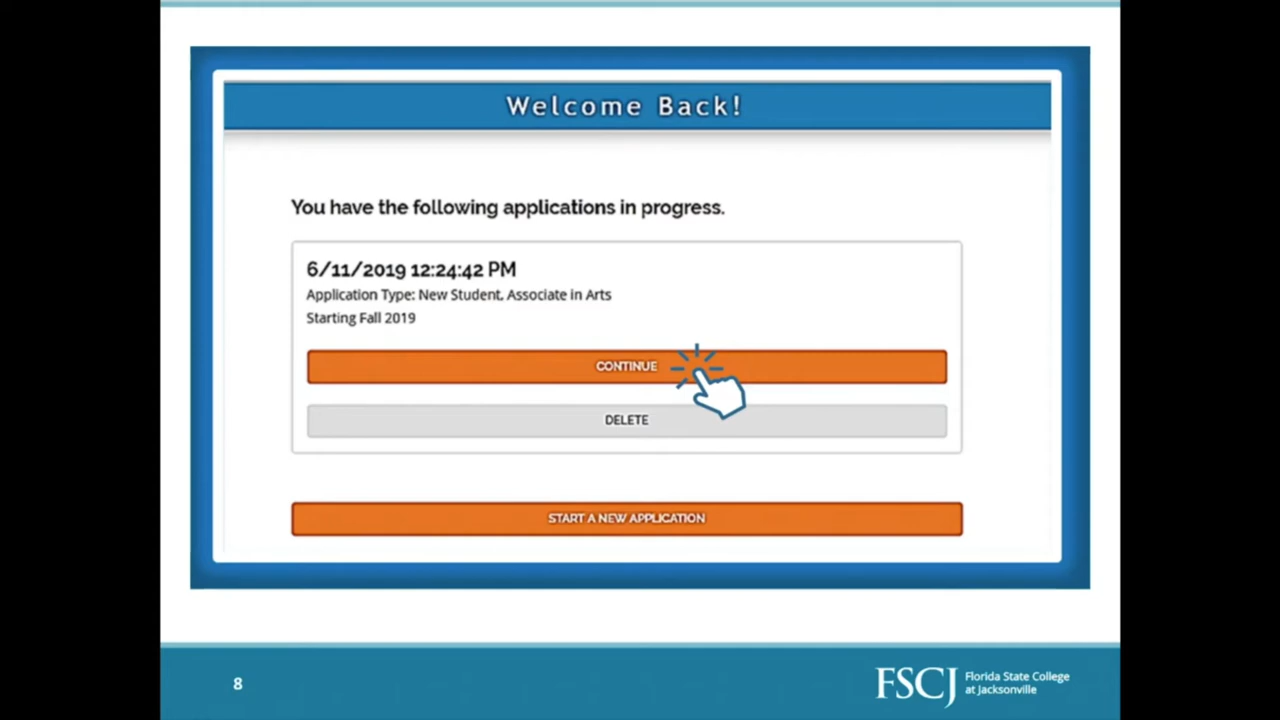 Welcome Back!
You have the following applications in progress.
6/11/2019 12:24:42 PM
Application Type: New Student, Associate in Arts
Starting Fall 2019
CONTINUE
DELETE
START A NEW APPLICATION
8
FSCJ
Florida State College
at Jacksonville